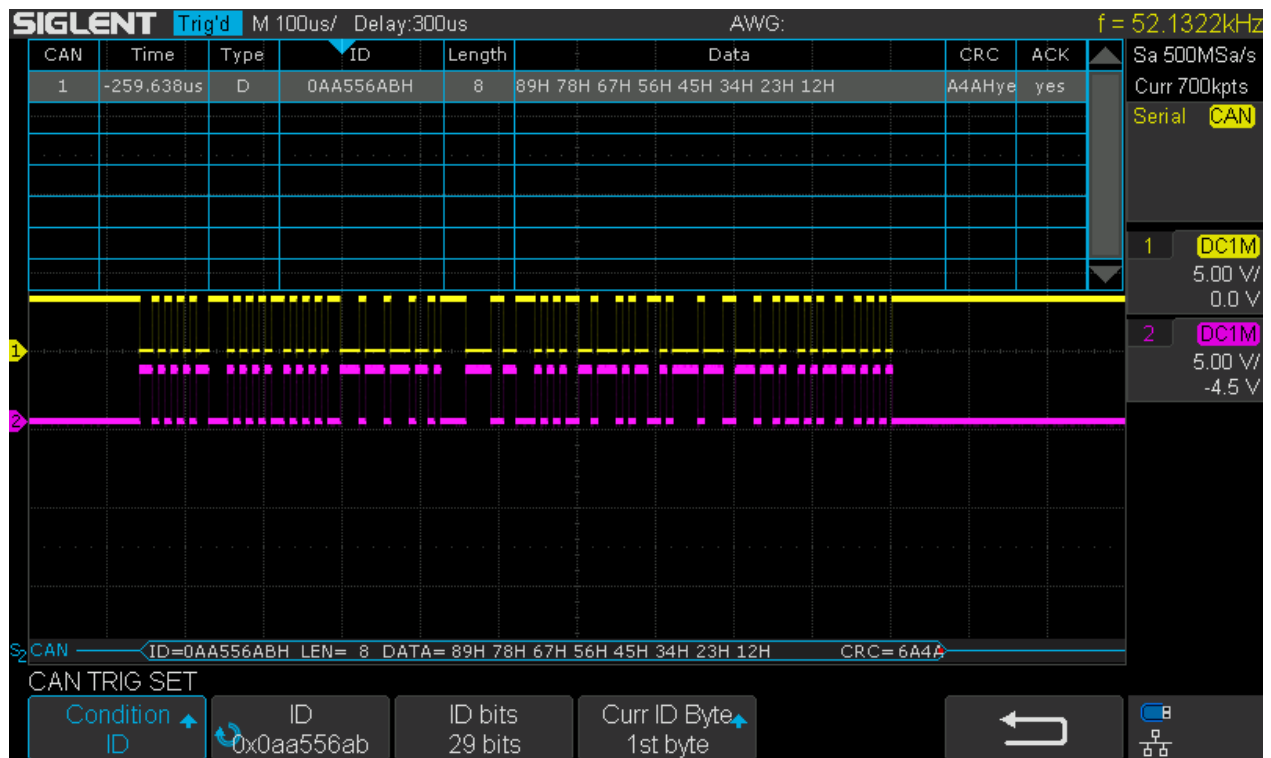 SIGLENT Trig'd M 100us/ Delay:300us AWG: f = 52.1322kHz
CAN Time Type ID Length Data CRC ACK Sa 500MSa/s
1 -259.638us D 0AA556ABH 8 89H 78H 67H 56H 45H 34H 23H 12H A4AHye yes Curr 700kpts
Serial CAN
1 DC1M
5.00 V/
0.0 V
1
2 DC1M
5.00 V/
-4.5 V
2
S2 CAN ID=0AA556ABH LEN= 8 DATA= 89H 78H 67H 56H 45H 34H 23H 12H CRC= 6A4A
CAN TRIG SET
Condition ID ID bits Curr ID Byte
ID 0x0aa556ab 29 bits 1st byte